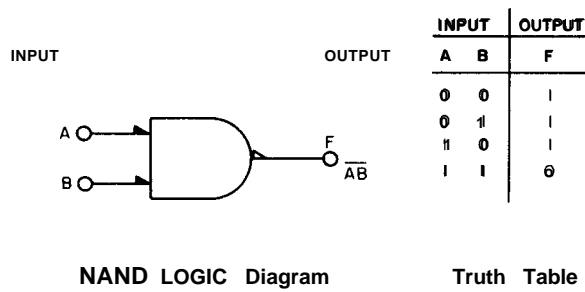 INPUT OUTPUT
INPUT OUTPUT
A B F
0 0 1
0 1 1
A F
1 0 1
B AB
1 1 0
NAND LOGIC Diagram Truth Table